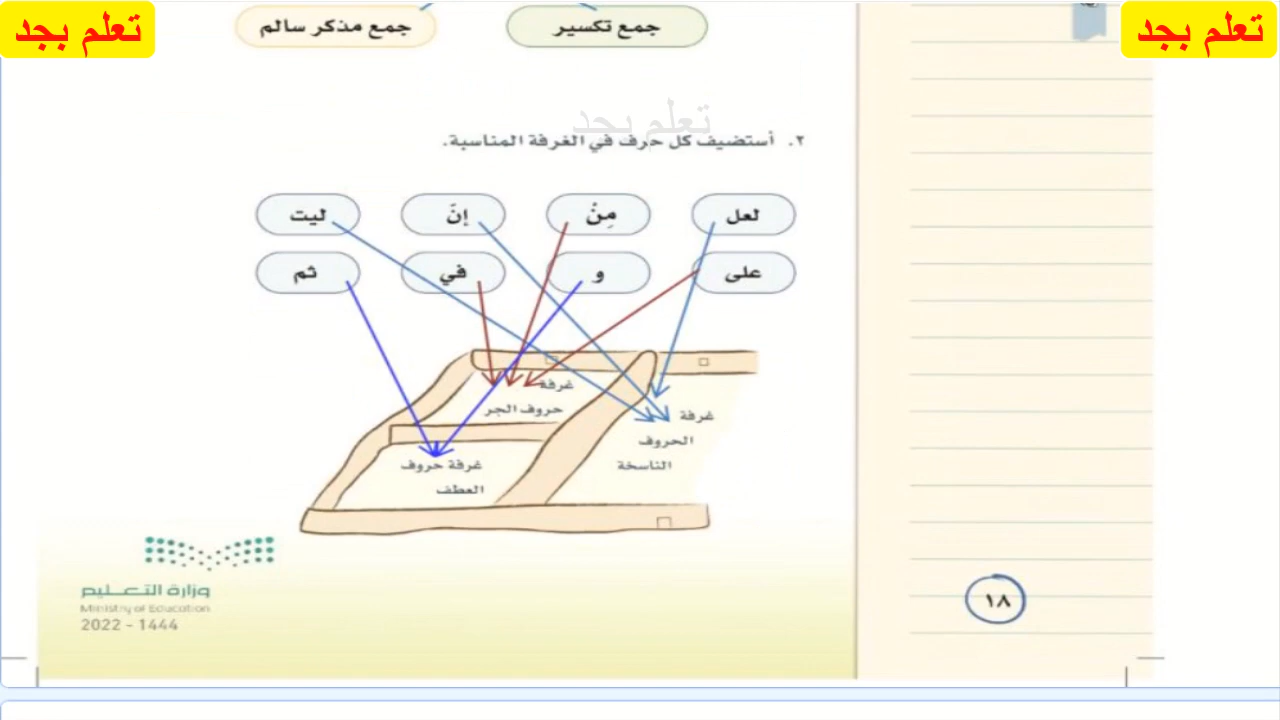 تعلم بجد
تعلم بجد
جمع تكسير
جمع مذكر سالم
تعلم بجد
٢. أستضيف كل حرف في الغرفة المناسبة.
لعل
مِنْ
إنَ
ليت
على
و
في
ثم
غرفة
حروف الجر
غرفة
الحروف
الناسخة
غرفة حروف
العطف
وزارة التعليم
Ministry of Education
2022 - 1444
١٨